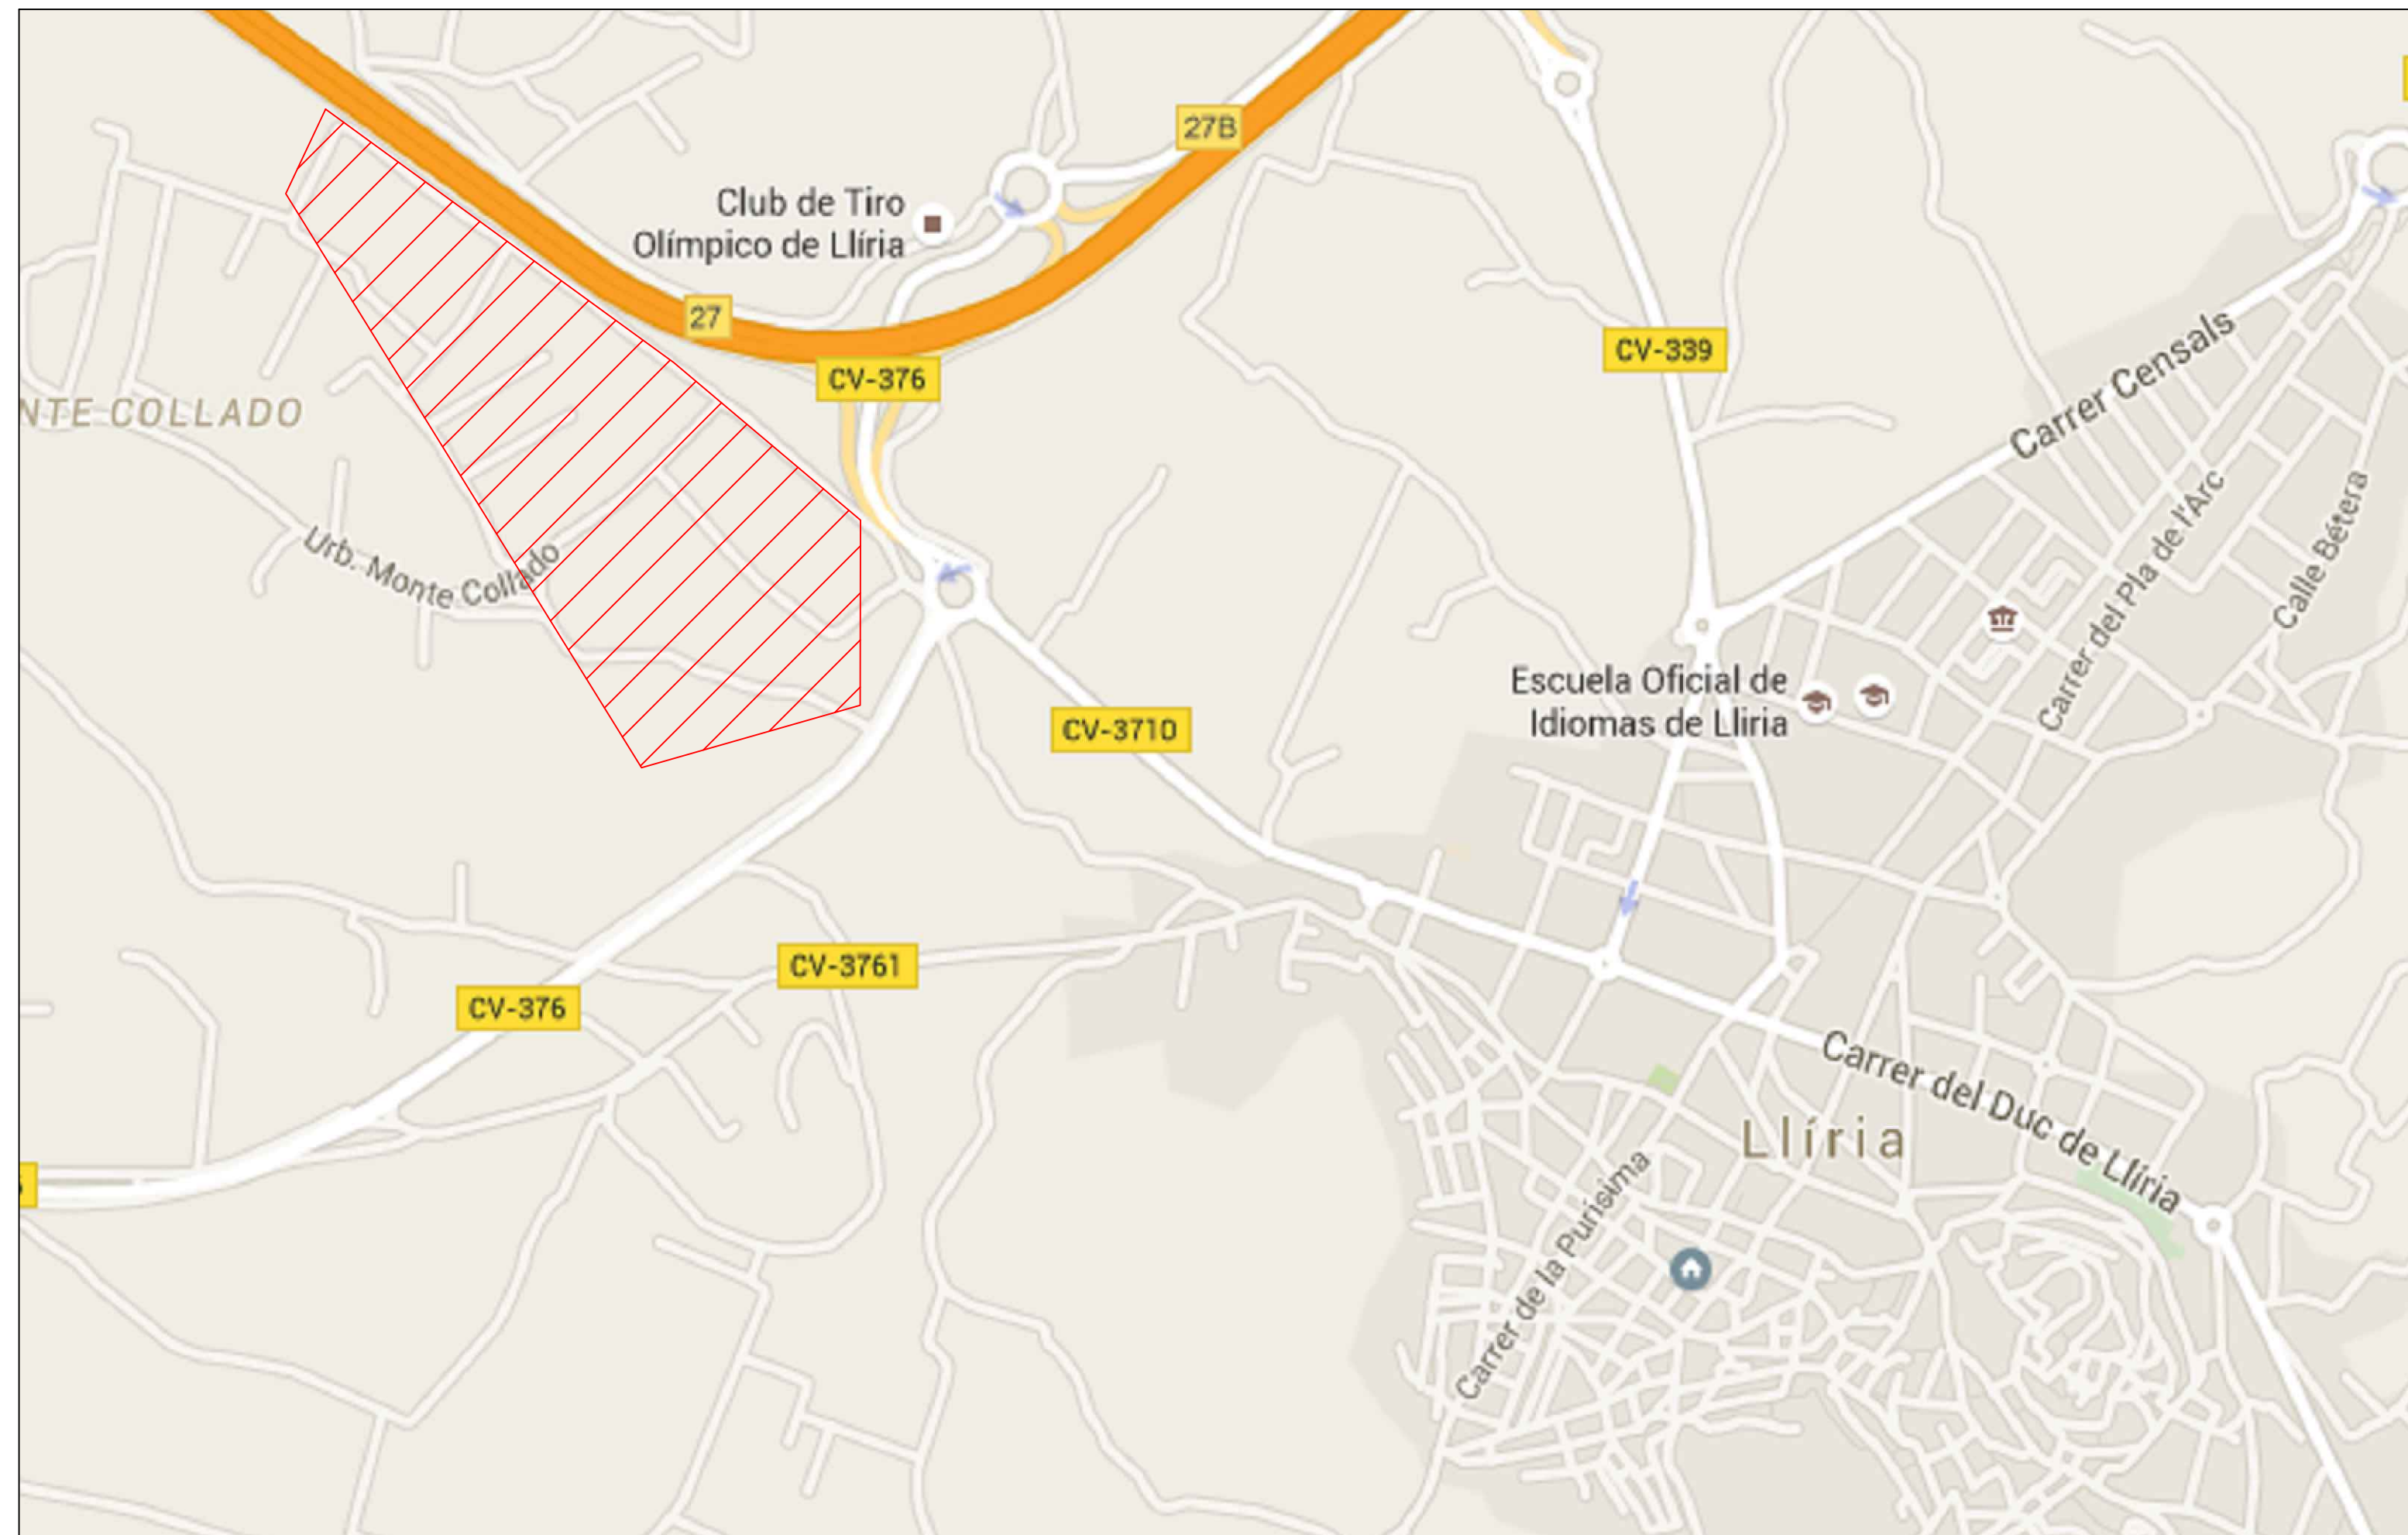 27B
Club de Tiro
Olímpico de Llíria
27
CV-376
CV-339
Carrer Censals
NTE COLLADO
Carrer del Pla de l'Arc
Calle Bétera
Urb. Monte Collado
Escuela Oficial de
Idiomas de Lliria
CV-3710
CV-3761
CV-376
Carrer del Duc de Llíria
Llíria
Carrer de la Purísima